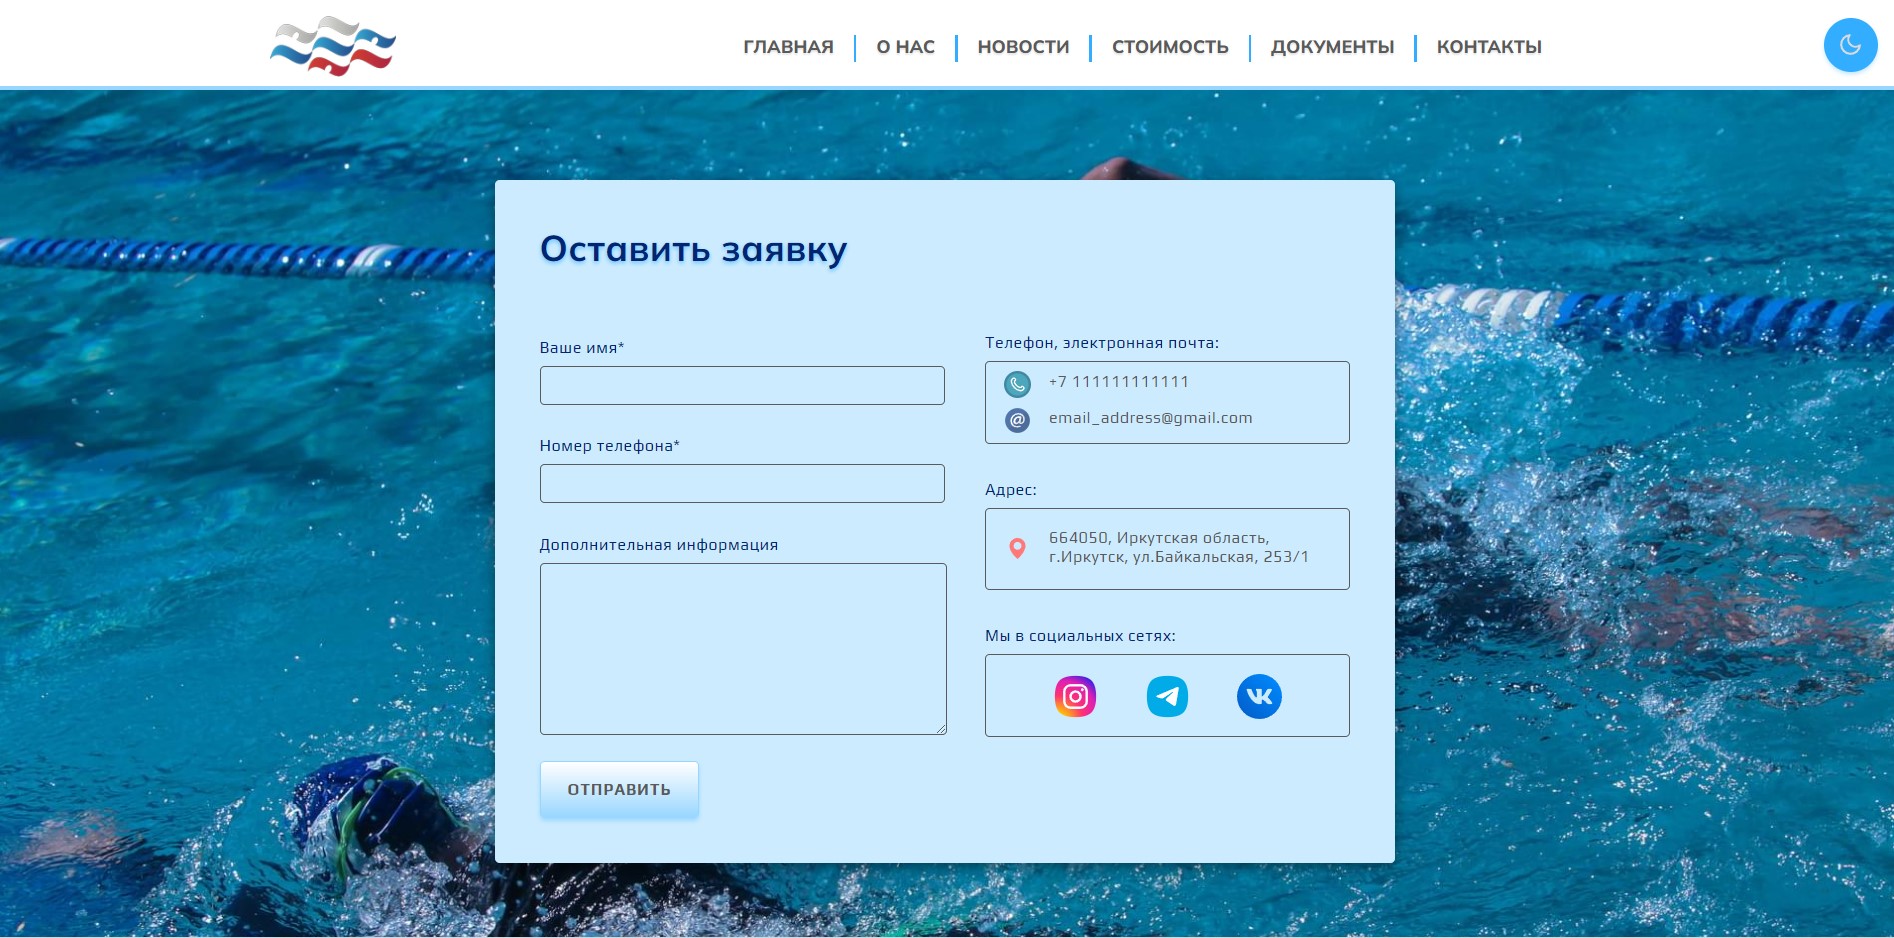 ГЛАВНАЯ
О НАС
НОВОСТИ
СТОИМОСТЬ
ДОКУМЕНТЫ
КОНТАКТЫ
Оставить заявку
Ваше имя*
Номер телефона*
Дополнительная информация
ОТПРАВИТЬ
Телефон, электронная почта:
+7 111111111111
email_address@gmail.com
Адрес:
664050, Иркутская область,
г.Иркутск, ул.Байкальская, 253/1
Мы в социальных сетях: